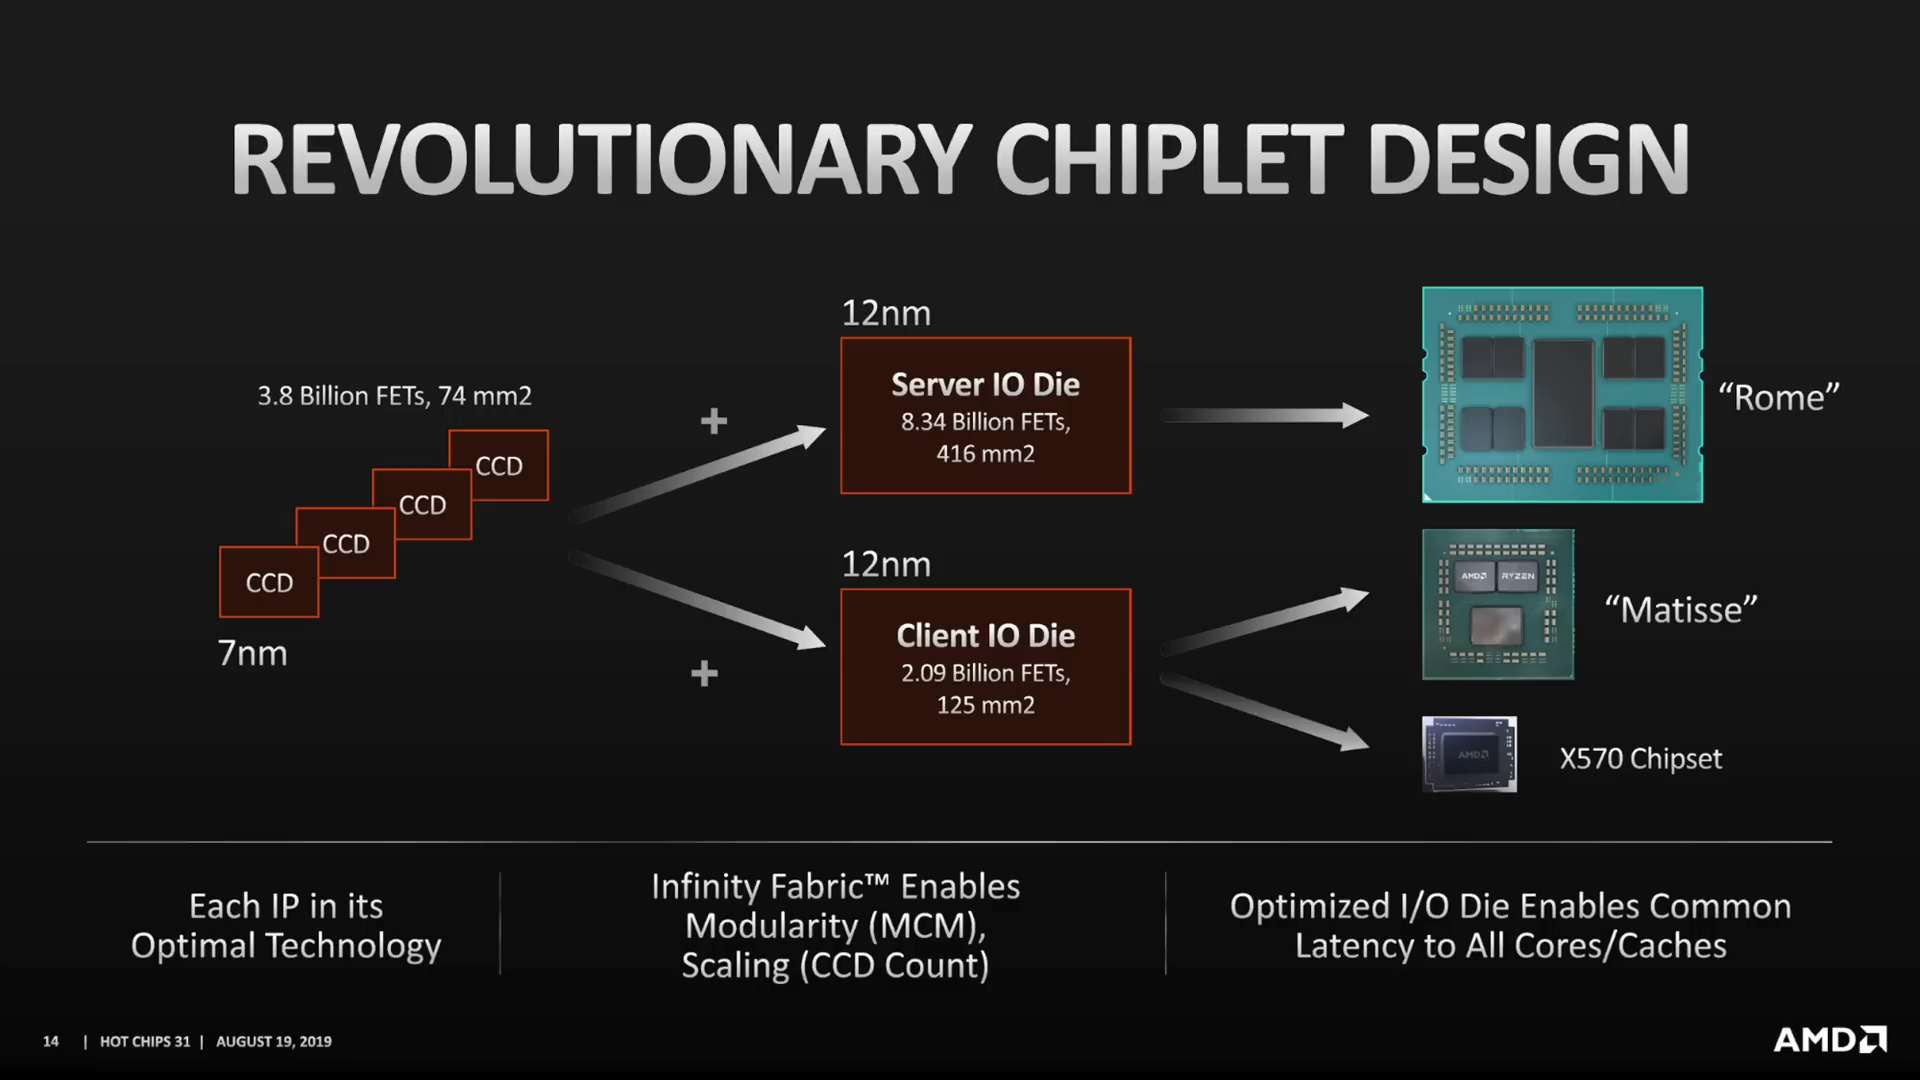 REVOLUTIONARY CHIPLET DESIGN
3.8 Billion FETs, 74 mm2
CCD
CCD
CCD
CCD
7nm
+
12nm
Server IO Die
8.34 Billion FETs,
416 mm2
“Rome”
+
12nm
Client IO Die
2.09 Billion FETs,
125 mm2
AMD RYZEN
“Matisse”
AMD
X570 Chipset
Each IP in its
Optimal Technology
Infinity Fabric™ Enables
Modularity (MCM),
Scaling (CCD Count)
Optimized I/O Die Enables Common
Latency to All Cores/Caches
14 | HOT CHIPS 31 | AUGUST 19, 2019
AMD